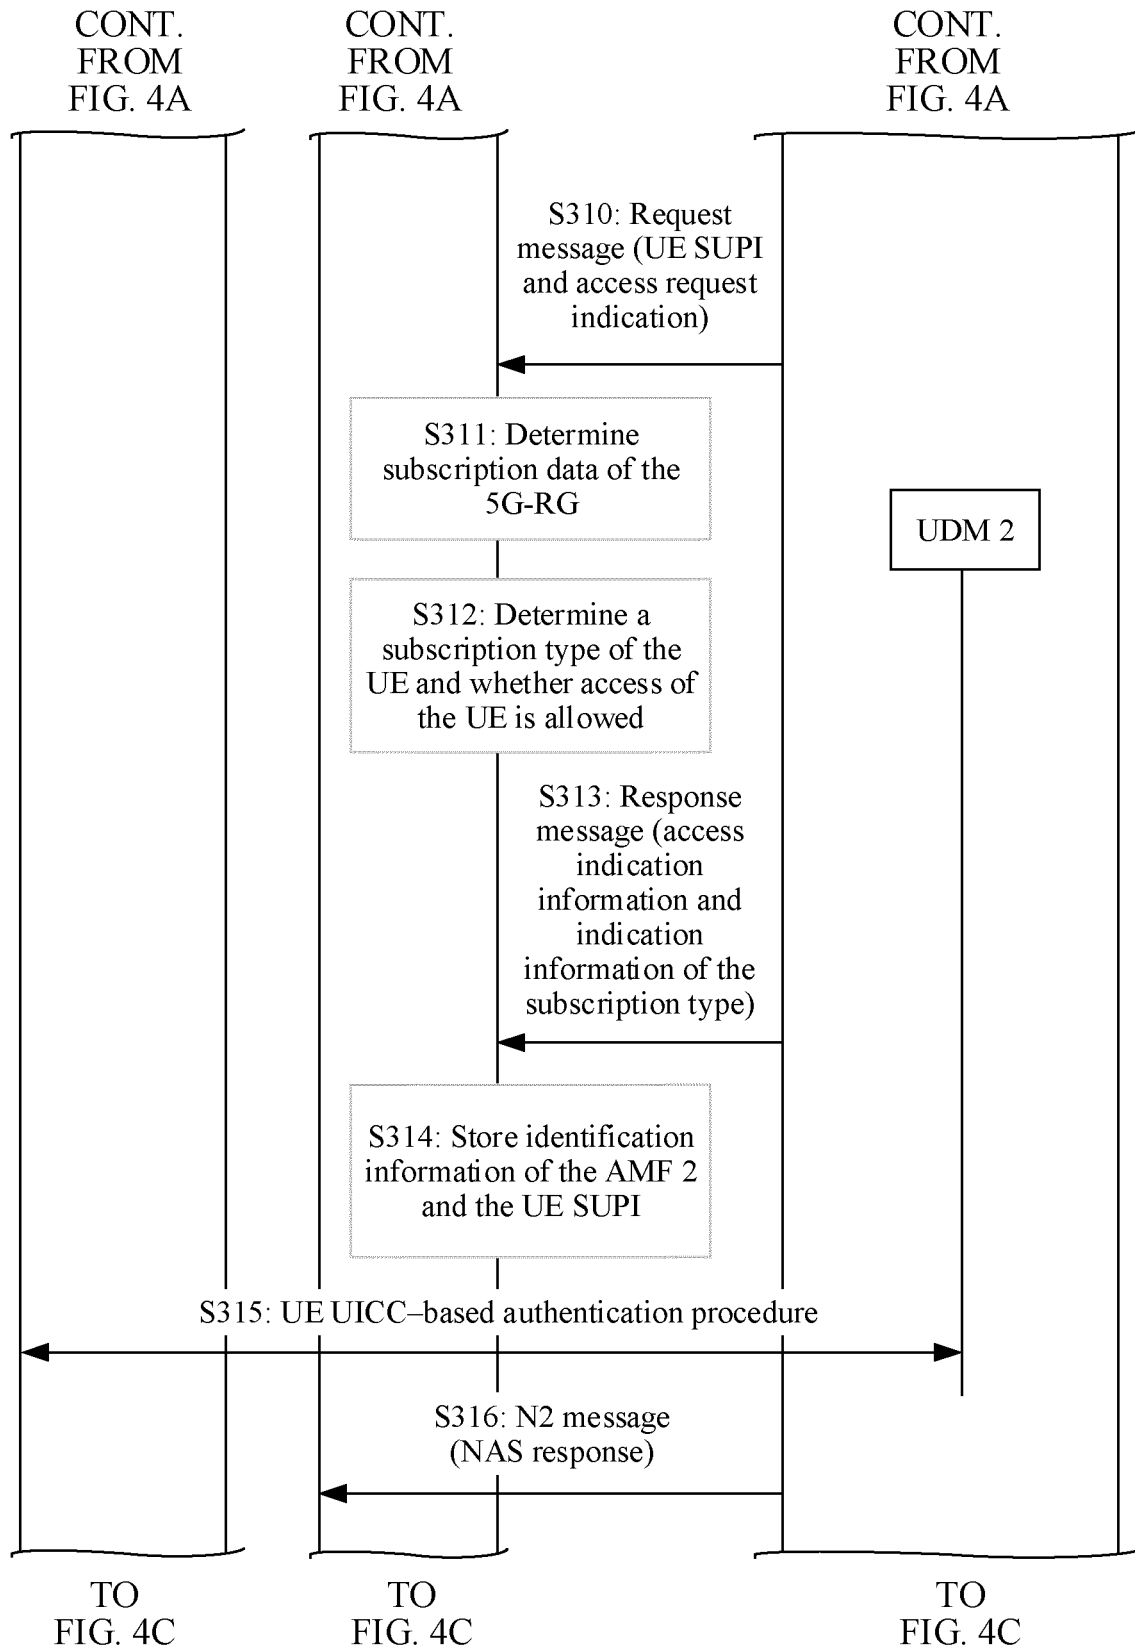 CONT.
FROM
FIG. 4A
CONT.
FROM
FIG. 4A
CONT.
FROM
FIG. 4A
S310: Request
message (UE SUPI
and access request
indication)
S311: Determine
subscription data of the
5G-RG
UDM 2
S312: Determine a
subscription type of the
UE and whether access of
the UE is allowed
S313: Response
message (access
indication
information and
indication
information of the
subscription type)
S314: Store identification
information of the AMF 2
and the UE SUPI
S315: UE UICC–based authentication procedure
S316: N2 message
(NAS response)
TO
FIG. 4C
TO
FIG. 4C
TO
FIG. 4C